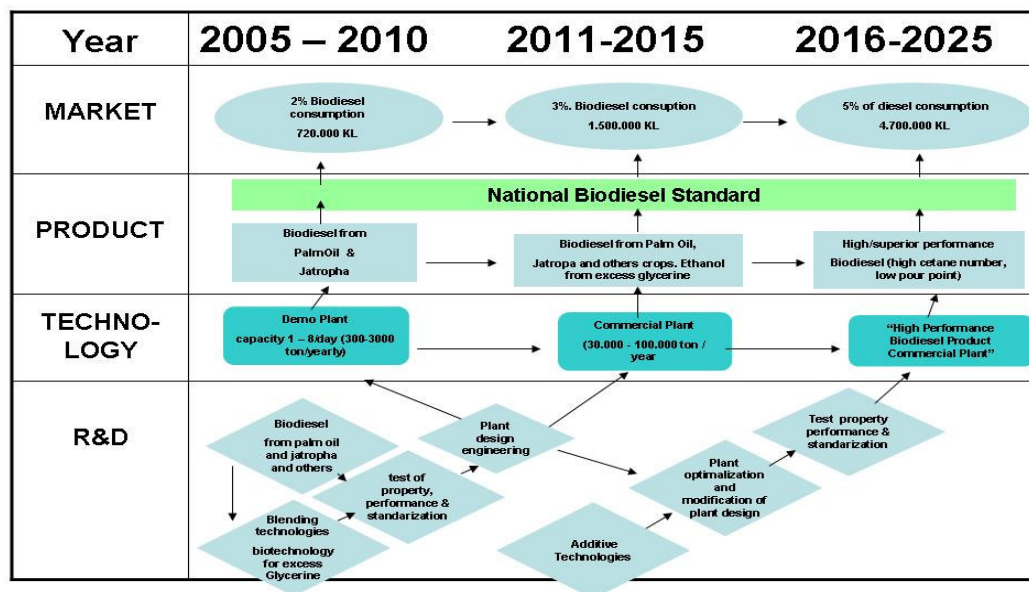 Year
2005 – 2010
2011-2015
2016-2025
MARKET
2% Biodiesel
consumption
720.000 KL
3%. Biodiesel consuption
1.500.000 KL
5% of diesel consumption
4.700.000 KL
PRODUCT
National Biodiesel Standard
Biodiesel from
PalmOil &
Jatropha
Biodiesel from Palm Oil,
Jatropa and others crops. Ethanol
from excess glycerine
High/superior performance
Biodiesel (high cetane number,
low pour point)
TECHNO-
LOGY
Demo Plant
capacity 1 – 8/day (300-3000
ton/yearly)
Commercial Plant
(30.000 - 100.000 ton /
year
“High Performance
Biodiesel Product
Commercial Plant”
R&D
Biodiesel
from palm oil
and jatropha
and others
Blending
technologies
biotechnology
for excess
Glycerine
test of
property,
performance &
standarization
Plant
design
engineering
Additive
Technologies
Plant
optimalization
and
modification of
plant design
Test property
performance &
standarization